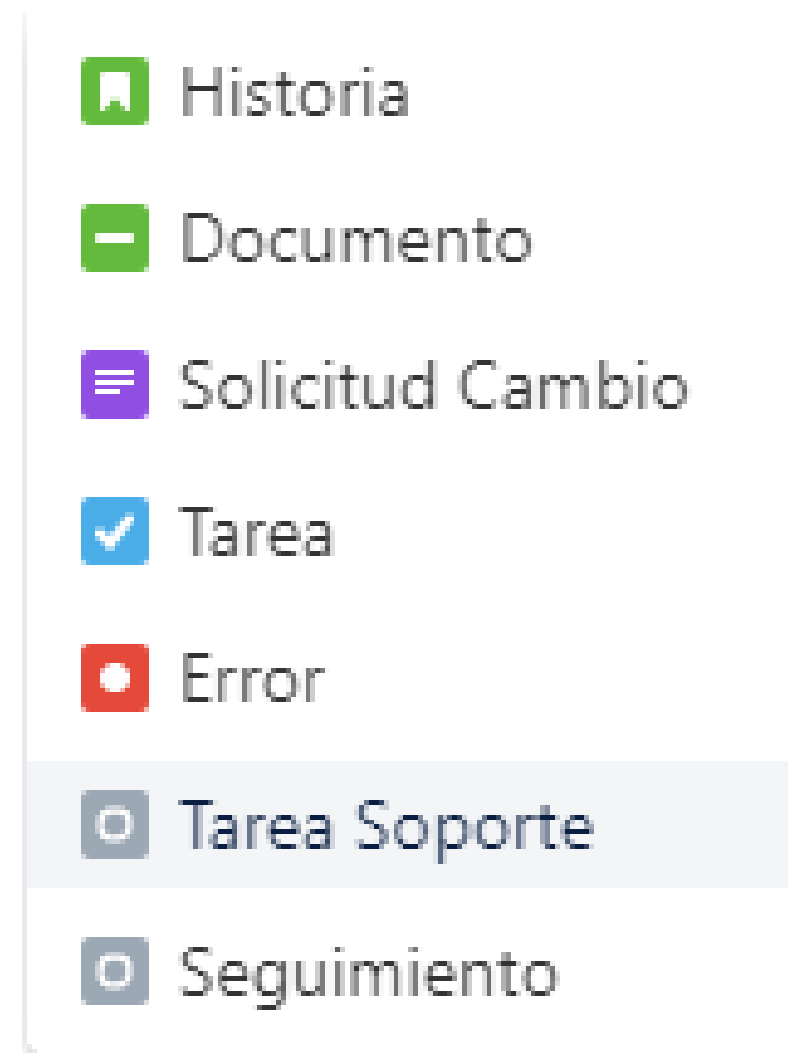 Historia
Documento
Solicitud Cambio
Tarea
Error
Tarea Soporte
Seguimiento